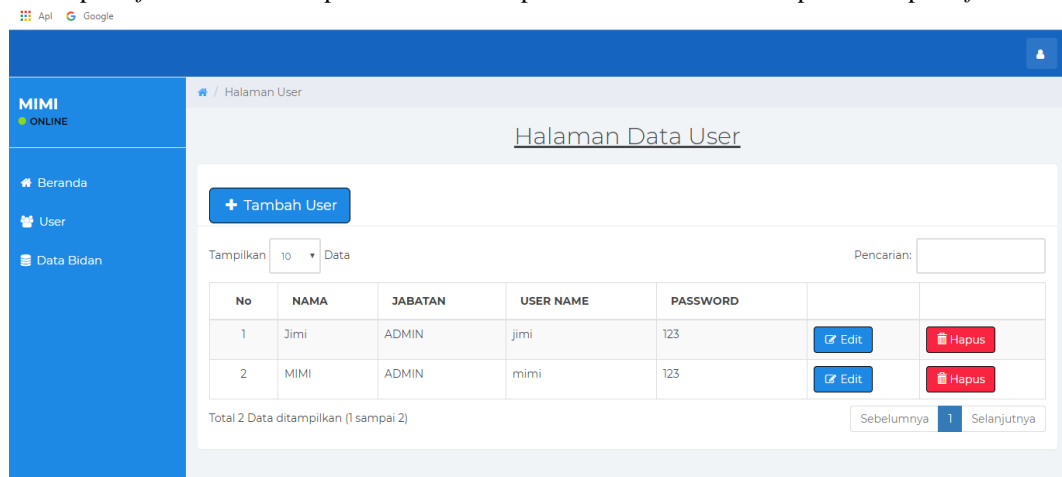 Apl Google
MIMI
ONLINE
Beranda
User
Data Bidan
/ Halaman User
Halaman Data User
+ Tambah User
Tampilkan 10 Data
Pencarian:
No NAMA JABATAN USER NAME PASSWORD
1 Jimi ADMIN jimi 123 Edit Hapus
2 MIMI ADMIN mimi 123 Edit Hapus
Total 2 Data ditampilkan (1 sampai 2)
Sebelumnya 1 Selanjutnya